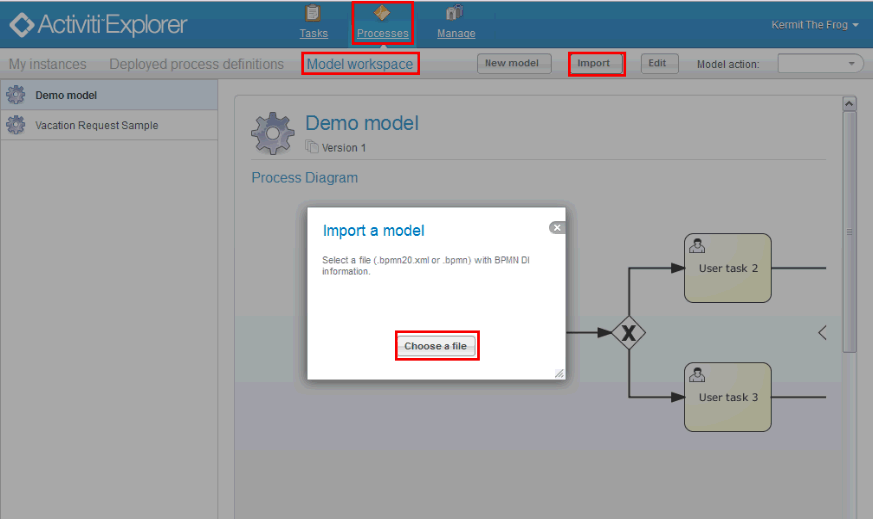 Activiti Explorer
Tasks
Processes
Manage
Kermit The Frog
My instances
Deployed process definitions
Model workspace
New model
Import
Edit
Model action:
Demo model
Vacation Request Sample
Demo model
Version 1
Process Diagram
Import a model
Select a file (.bpmn20.xml or .bpmn) with BPMN DI
information.
Choose a file
X
User task 2
User task 3